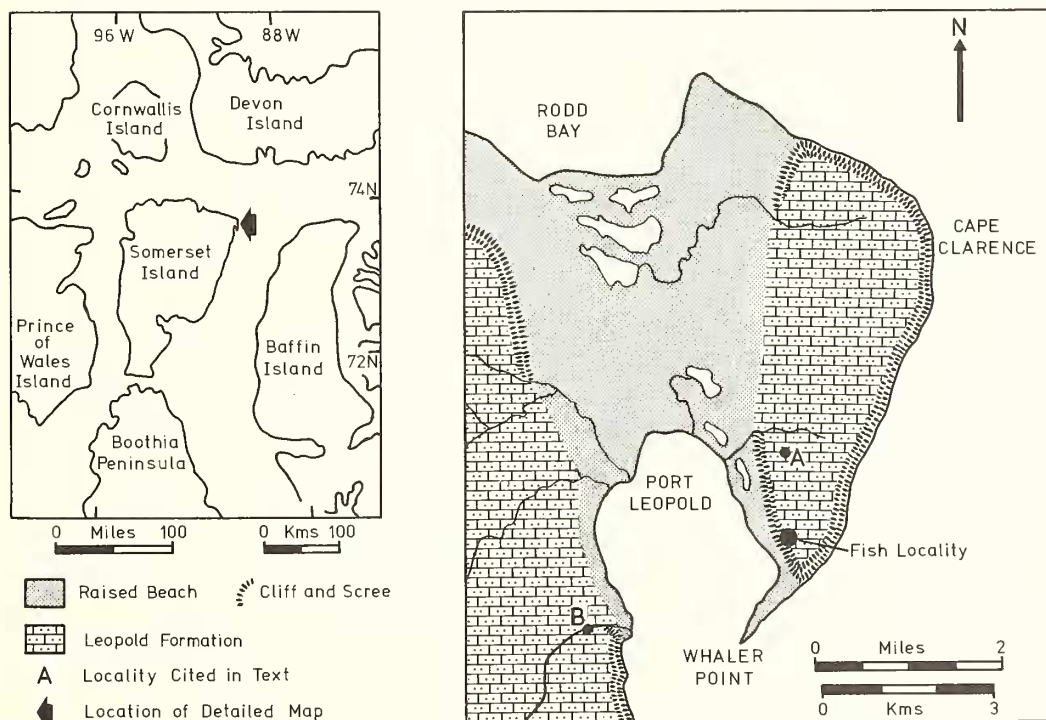 96 W 88 W
Cornwallis
Island
Devon
Island
74N
Somerset
Island
Prince
of
Wales
Island
Baffin
Island
72N
Boothia
Peninsula
0 Miles 100
0 Kms 100
Raised Beach
Cliff and Scree
Leopold Formation
A Locality Cited in Text
Location of Detailed Map
N
RODD
BAY
CAPE
CLARENCE
PORT
LEOPOLD
A
Fish Locality
B
WHALER
POINT
0 Miles 2
0 Kms 3